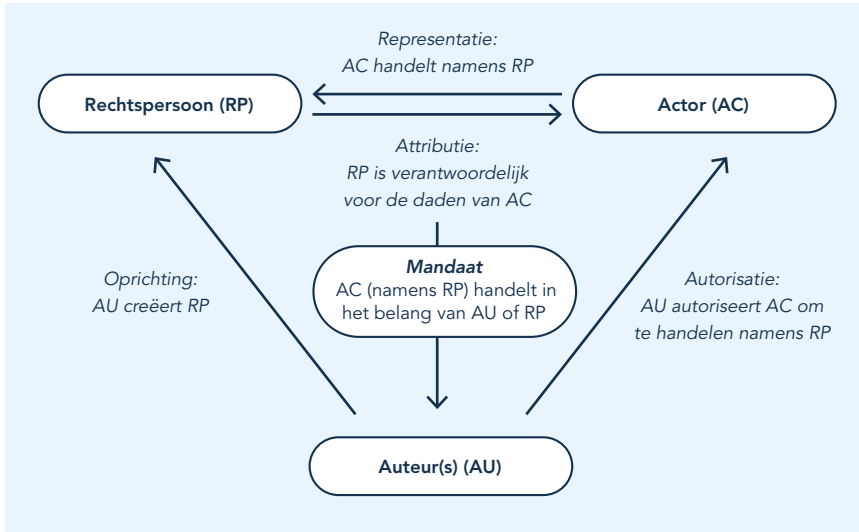 Representatie:
AC handelt namens RP
Rechtspersoon (RP)
Actor (AC)
Attributie:
RP is verantwoordelijk
voor de daden van AC
Mandaat
AC (namens RP) handelt in
het belang van AU of RP
Oprichting:
AU creëert RP
Autorisatie:
AU autoriseert AC om
te handelen namens RP
Auteur(s) (AU)